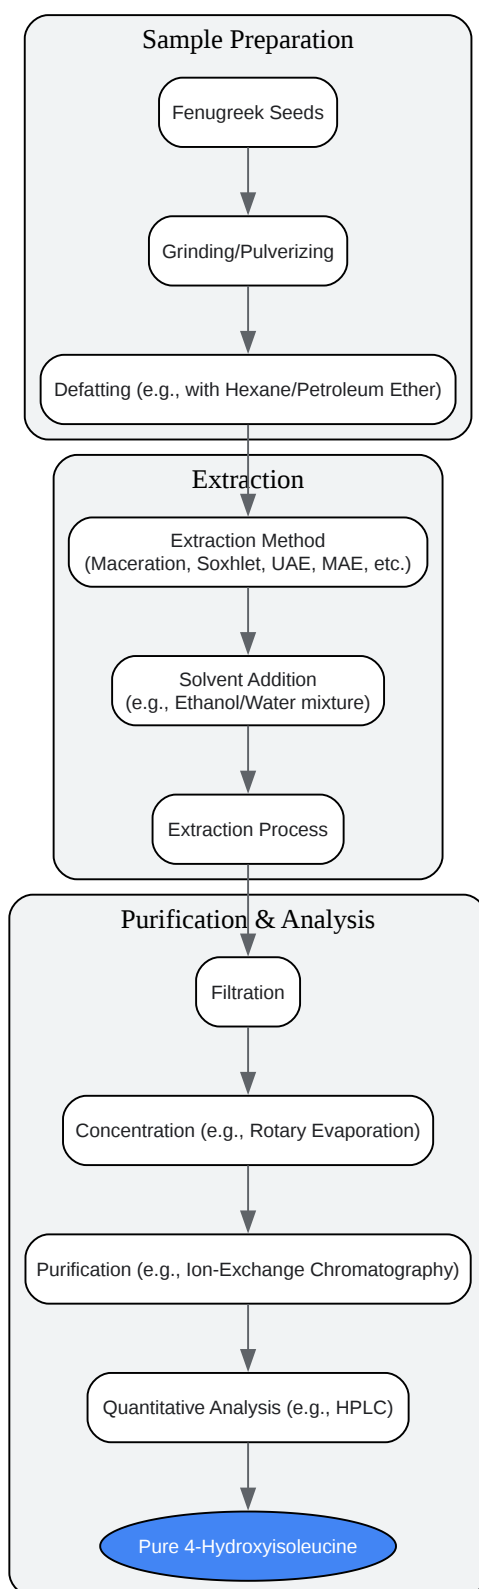 Sample Preparation
Fenugreek Seeds
Grinding/Pulverizing
Defatting (e.g., with Hexane/Petroleum Ether)
Extraction
Extraction Method
(Maceration, Soxhlet, UAE, MAE, etc.)
Solvent Addition
(e.g., Ethanol/Water mixture)
Extraction Process
Purification & Analysis
Filtration
Concentration (e.g., Rotary Evaporation)
Purification (e.g., Ion-Exchange Chromatography)
Quantitative Analysis (e.g., HPLC)
Pure 4-Hydroxyisoleucine